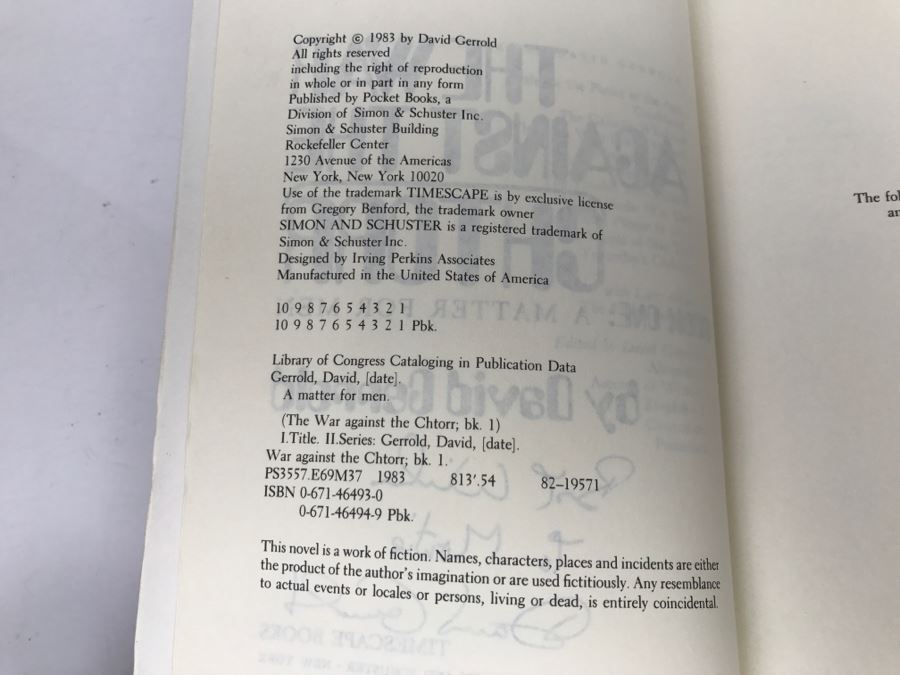 Copyright © 1983 by David Gerrold
All rights reserved
including the right of reproduction
in whole or in part in any form
Published by Pocket Books, a
Division of Simon & Schuster Inc.
Simon & Schuster Building
Rockefeller Center
1230 Avenue of the Americas
New York, New York 10020
Use of the trademark TIMESCAPE is by exclusive license
from Gregory Benford, the trademark owner
SIMON AND SCHUSTER is a registered trademark of
Simon & Schuster Inc.
Designed by Irving Perkins Associates
Manufactured in the United States of America
10 9 8 7 6 5 4 3 2 1
10 9 8 7 6 5 4 3 2 1 Pbk.
Library of Congress Cataloging in Publication Data
Gerrold, David, [date].
A matter for men.
(The War against the Chtorr; bk. 1)
I.Title. II.Series: Gerrold, David, [date].
War against the Chtorr; bk. 1.
PS3557.E69M37 1983 813'.54 82-19571
ISBN 0-671-46493-0
0-671-46494-9 Pbk.
This novel is a work of fiction. Names, characters, places and incidents are either
the product of the author's imagination or are used fictitiously. Any resemblance
to actual events or locales or persons, living or dead, is entirely coincidental.
The fol
an